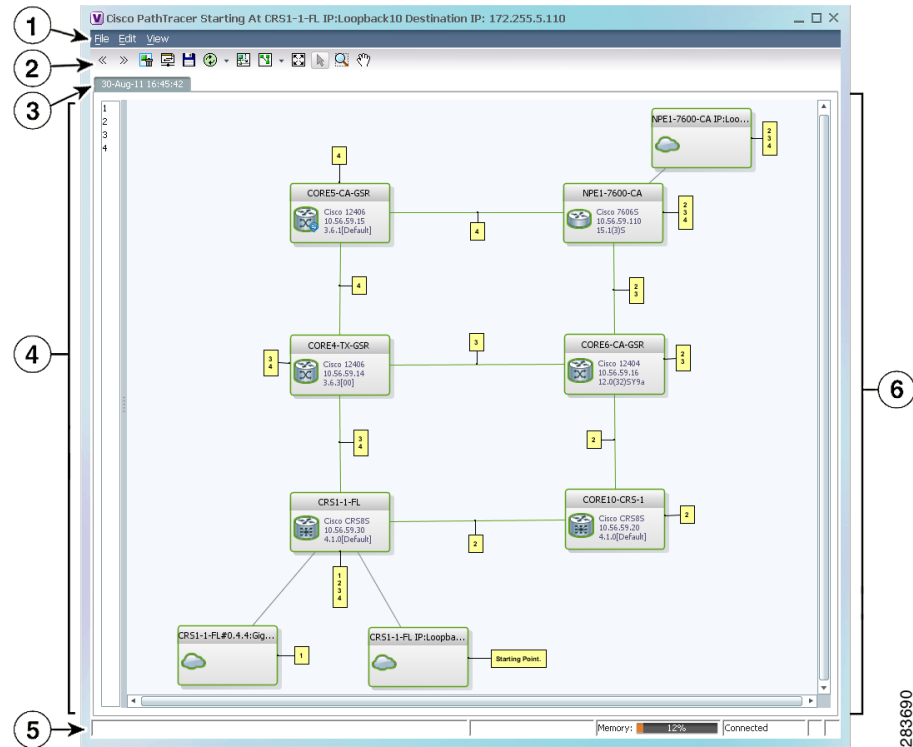 Cisco PathTracer Starting At CRS1-1-FL IP:Loopback10 Destination IP: 172.255.5.110
1
File Edit View
2
3
30-Aug-11 16:45:42
1
2
3
4
NPE1-7600-CA IP:Loo...
2
3
4
4
CORE5-CA-GSR
Cisco 12406
10.56.59.15
3.6.1[Default]
4
NPE1-7600-CA
Cisco 7606S
10.56.59.110
15.1(3)S
2
3
4
4
2
3
4
CORE4-TX-GSR
Cisco 12406
10.56.59.14
3.6.3[00]
3
4
3
CORE6-CA-GSR
Cisco 12404
10.56.59.16
12.0(32)SY9a
2
3
6
3
4
2
CRS1-1-FL
Cisco CRS8S
10.56.59.30
4.1.0[Default]
2
CORE10-CRS-1
Cisco CRS8S
10.56.59.20
4.1.0[Default]
2
1
2
3
4
CRS1-1-FL#0.4.4:Gig...
1
CRS1-1-FL IP:Loopba...
Starting Point.
5
Memory: 12% Connected
283690